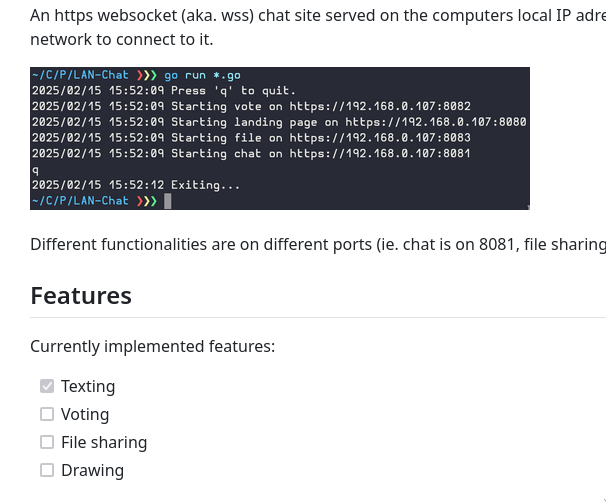 An https websocket (aka. wss) chat site served on the computers local IP adre
network to connect to it.
~/C/P/LAN-Chat ❯❯❯ go run *.go
2025/02/15 15:52:09 Press 'q' to quit.
2025/02/15 15:52:09 Starting vote on https://192.168.0.107:8082
2025/02/15 15:52:09 Starting landing page on https://192.168.0.107:8080
2025/02/15 15:52:09 Starting file on https://192.168.0.107:8083
2025/02/15 15:52:09 Starting chat on https://192.168.0.107:8081
q
2025/02/15 15:52:12 Exiting...
~/C/P/LAN-Chat ❯❯❯
Different functionalities are on different ports (ie. chat is on 8081, file sharing
Features
Currently implemented features:
Texting
Voting
File sharing
Drawing